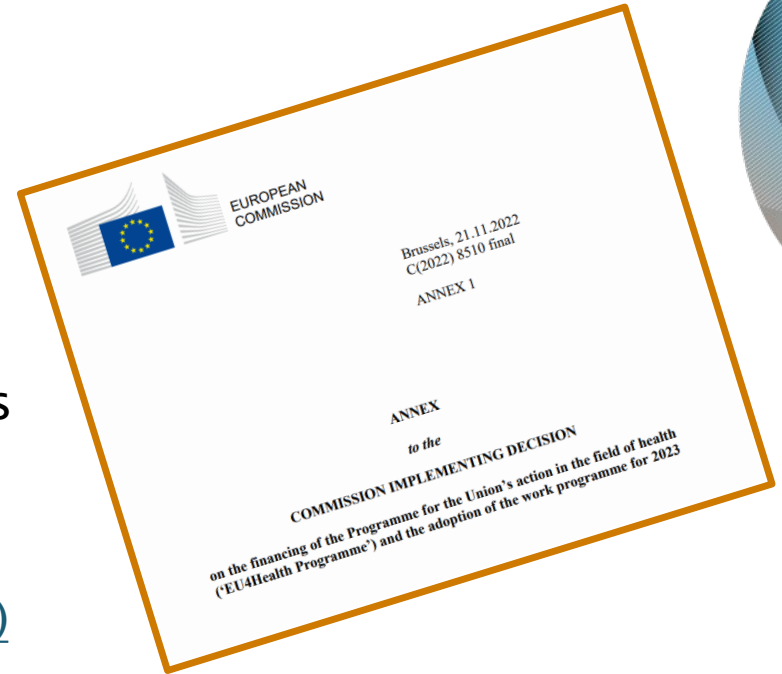 EUROPEAN
COMMISSION
Brussels, 21.11.2022
C(2022) 8510 final
ANNEX 1
ANNEX
to the
COMMISSION IMPLEMENTING DECISION
on the financing of the Programme for the Union's action in the field of health
('EU4Health Programme') and the adoption of the work programme for 2023
s
)